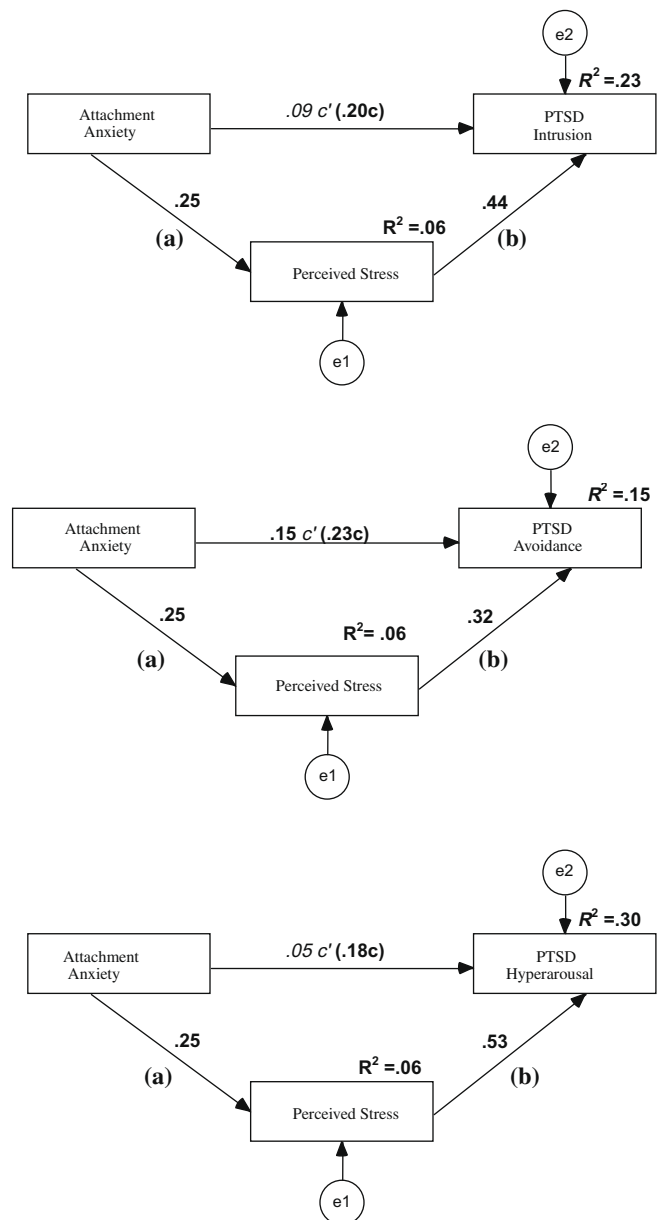 e2
R² =.23
Attachment
Anxiety
.09 c' (.20c)
PTSD
Intrusion
.25
(a)
.44
(b)
R² =.06
Perceived Stress
e1
e2
R² =.15
Attachment
Anxiety
.15 c' (.23c)
PTSD
Avoidance
.25
(a)
.32
(b)
R²= .06
Perceived Stress
e1
e2
R² =.30
Attachment
Anxiety
.05 c' (.18c)
PTSD
Hyperarousal
.25
(a)
.53
(b)
R² =.06
Perceived Stress
e1